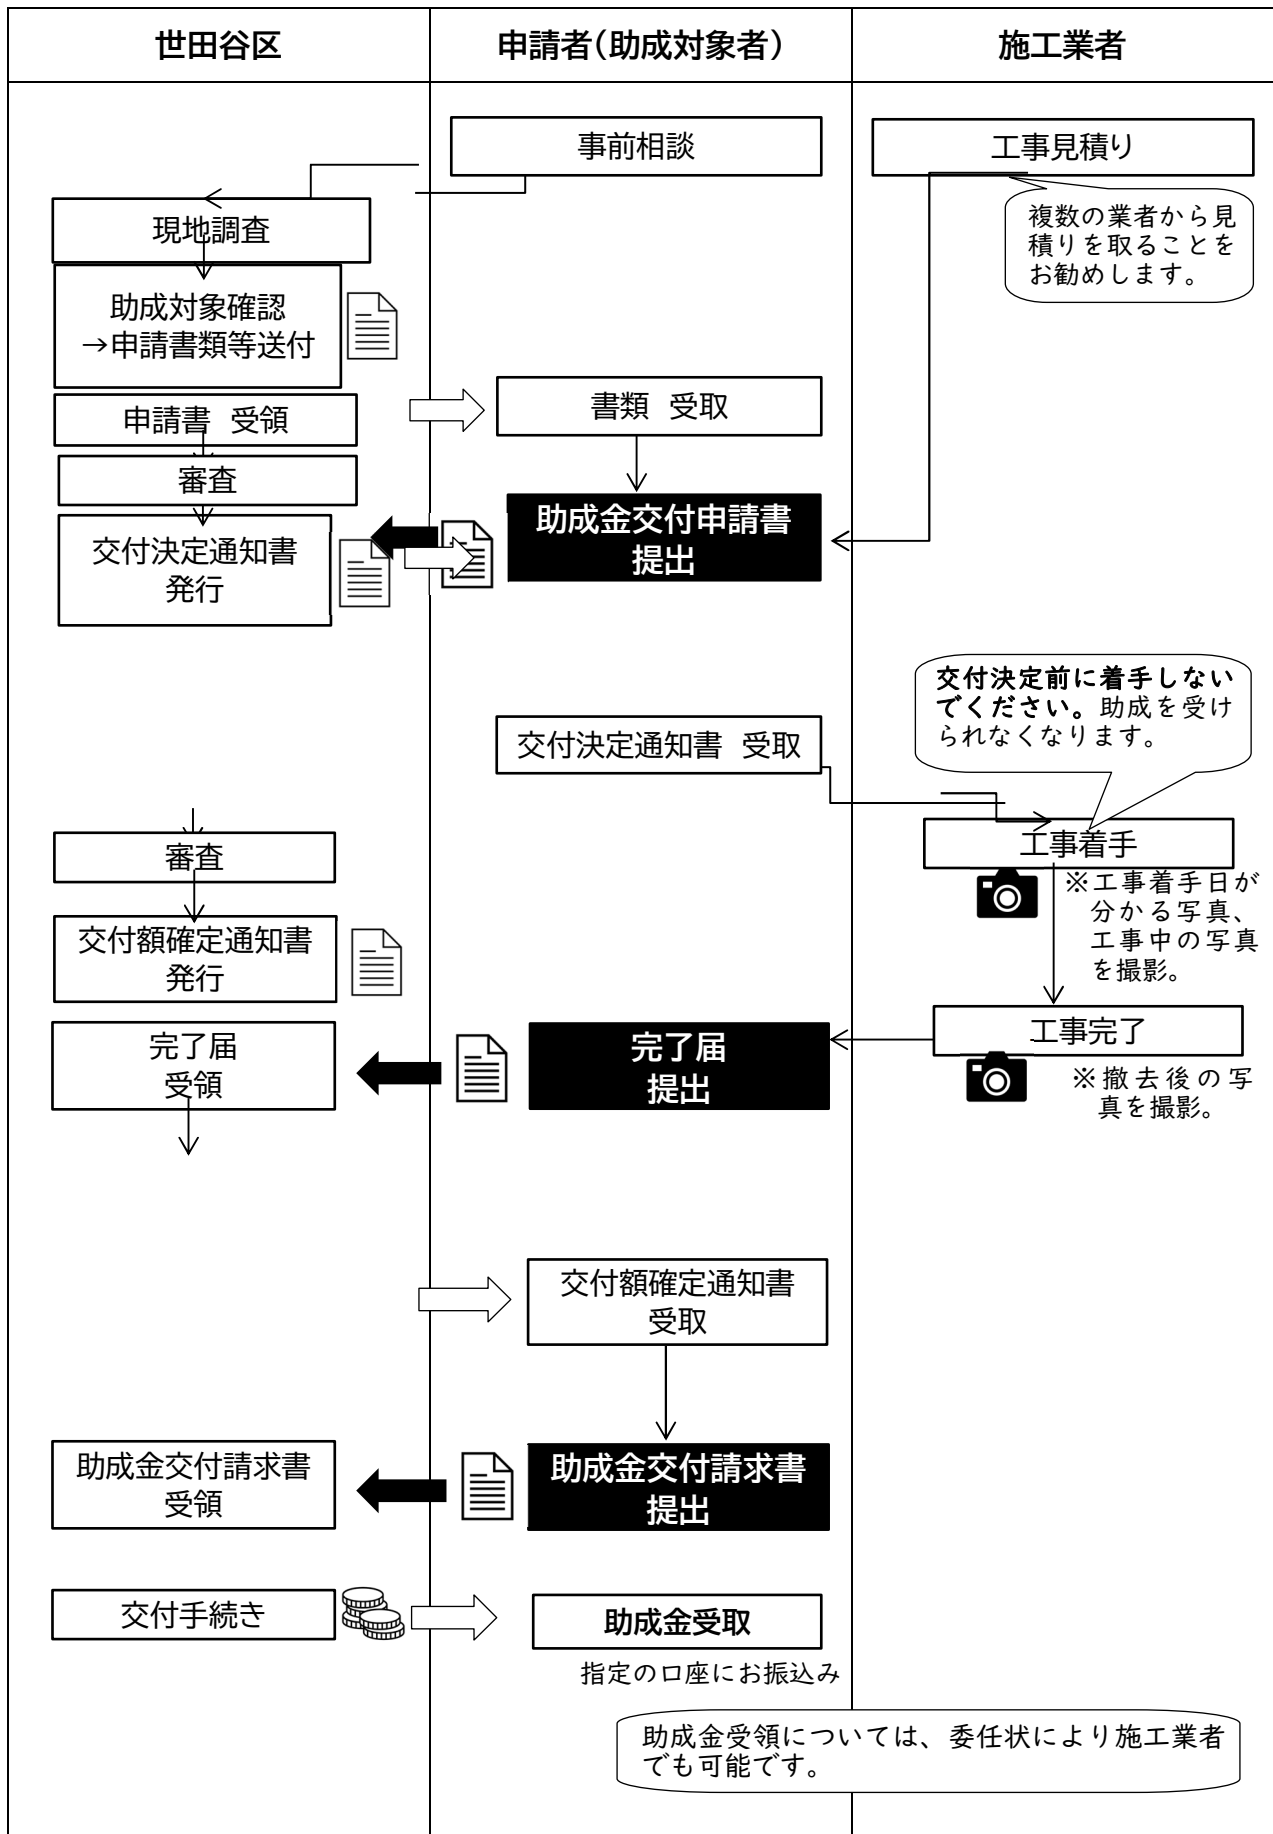 世田谷区
申請者(助成対象者)
施工業者
事前相談
工事見積り
複数の業者から見
積りを取ることを
お勧めします。
現地調査
助成対象確認
→申請書類等送付
申請書 受領
書類 受取
審査
助成金交付申請書
提出
交付決定通知書
発行
交付決定前に着手しない
でください。助成を受け
られなくなります。
交付決定通知書 受取
工事着手
※工事着手日が
分かる写真、
工事中の写真
を撮影。
審査
交付額確定通知書
発行
工事完了
※撤去後の写
真を撮影。
完了届
提出
完了届
受領
交付額確定通知書
受取
助成金交付請求書
提出
助成金交付請求書
受領
交付手続き
助成金受取
指定の口座にお振込み
助成金受領については、委任状により施工業者
でも可能です。